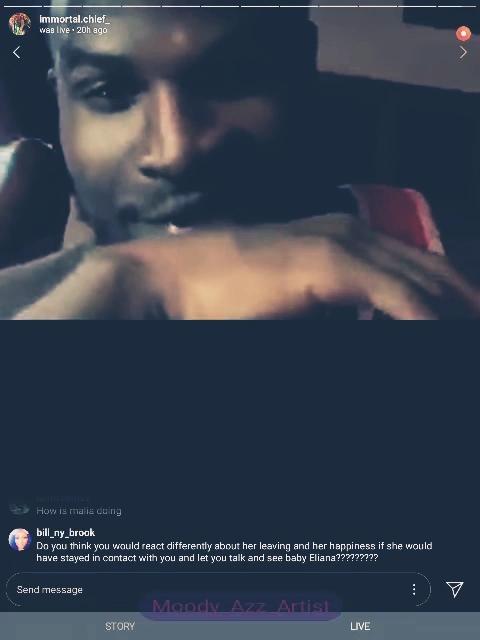 immortal.chief_
was live • 20h ago
How is malia doing
bill_ny_brook
Do you think you would react differently about her leaving and her happiness if she would
have stayed in contact with you and let you talk and see baby Eliana?????????
Send message
Moody_Azz_Artist
STORY
LIVE